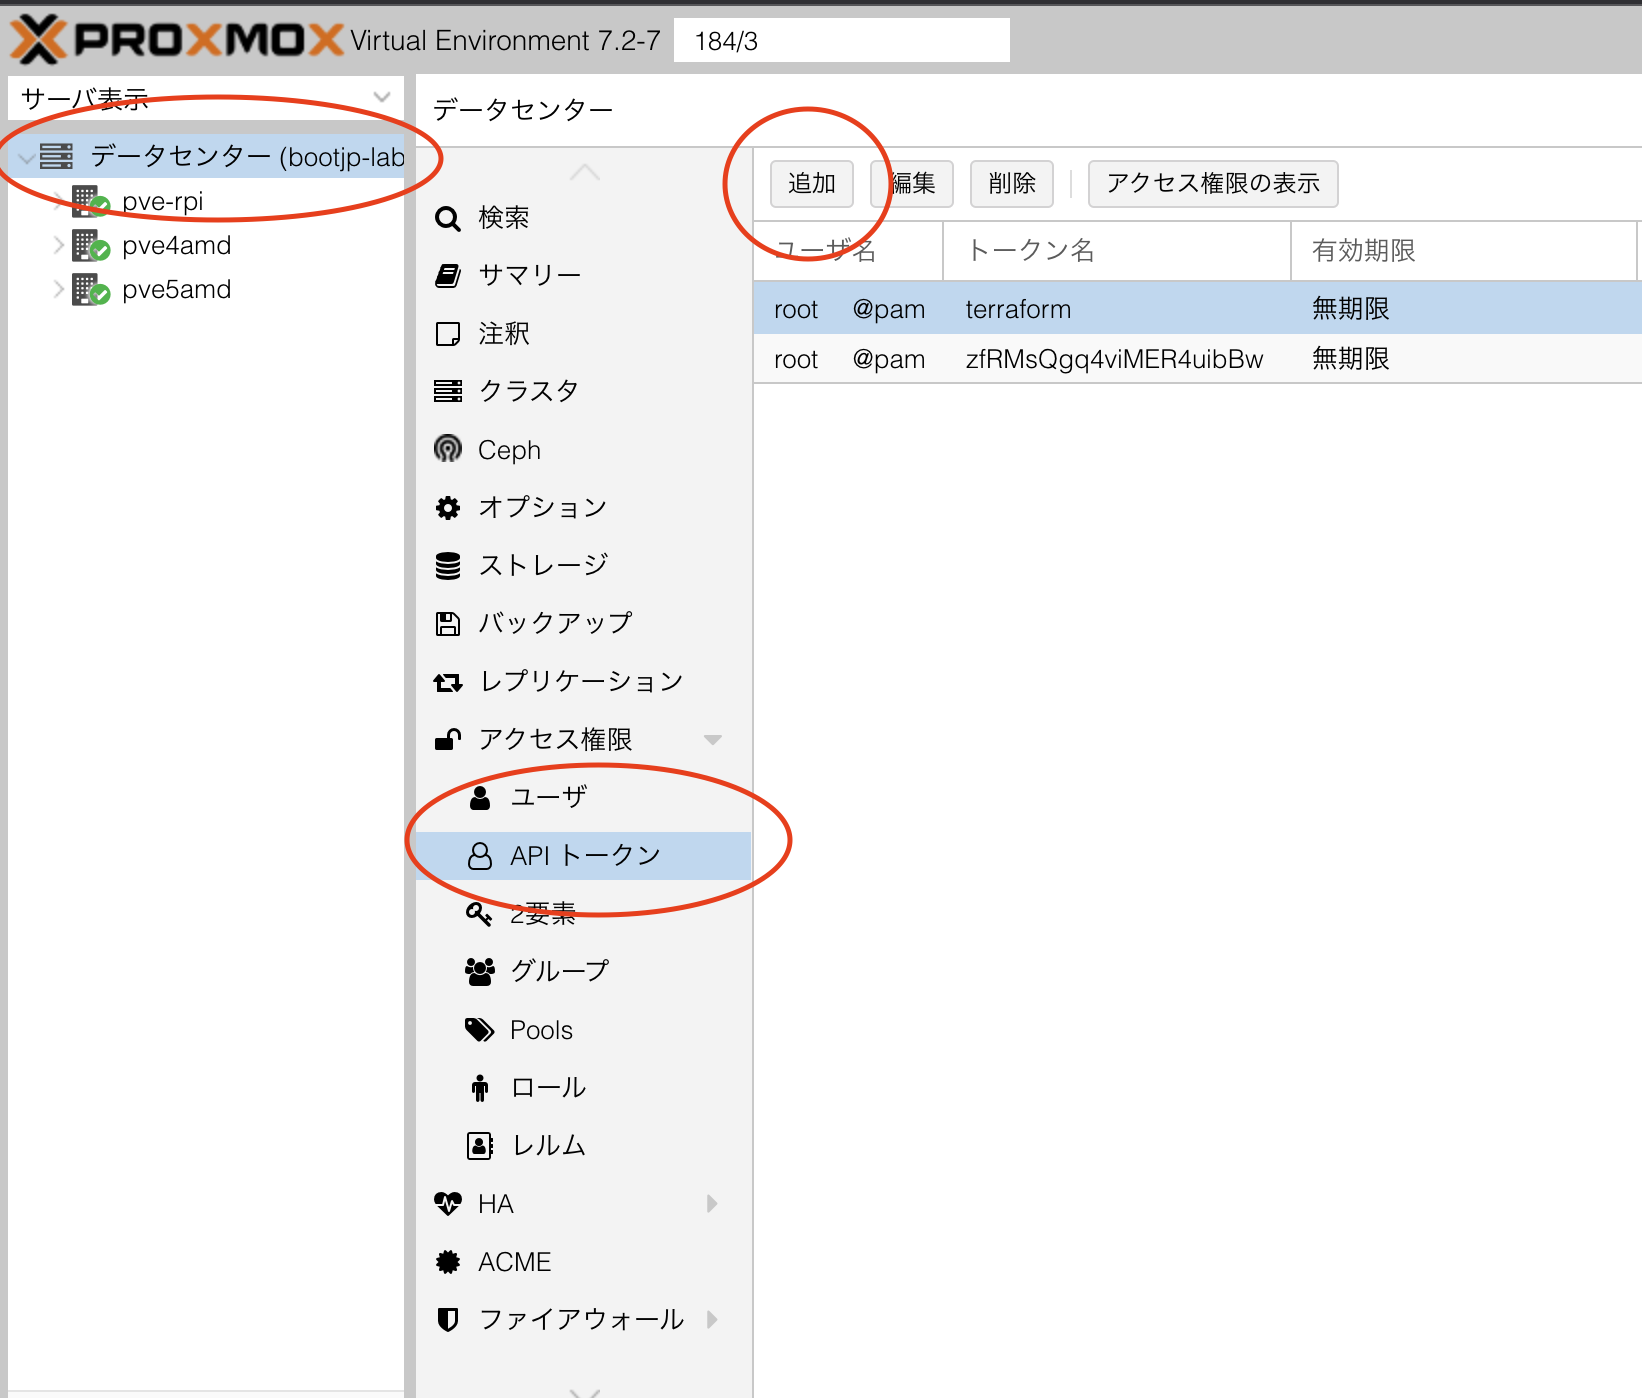 PROXMOX Virtual Environment 7.2-7 184/3
サーバ表示
データセンター (bootjp-lab
pve-rpi
pve4amd
pve5amd
データセンター
検索
サマリー
注釈
クラスタ
Ceph
オプション
ストレージ
バックアップ
レプリケーション
アクセス権限
ユーザ
API トークン
2要素
グループ
Pools
ロール
レルム
HA
ACME
ファイアウォール
追加 編集 削除 アクセス権限の表示
ユーザ名 トークン名 有効期限
root @pam terraform 無期限
root @pam zfRMsQgq4viMER4uibBw 無期限